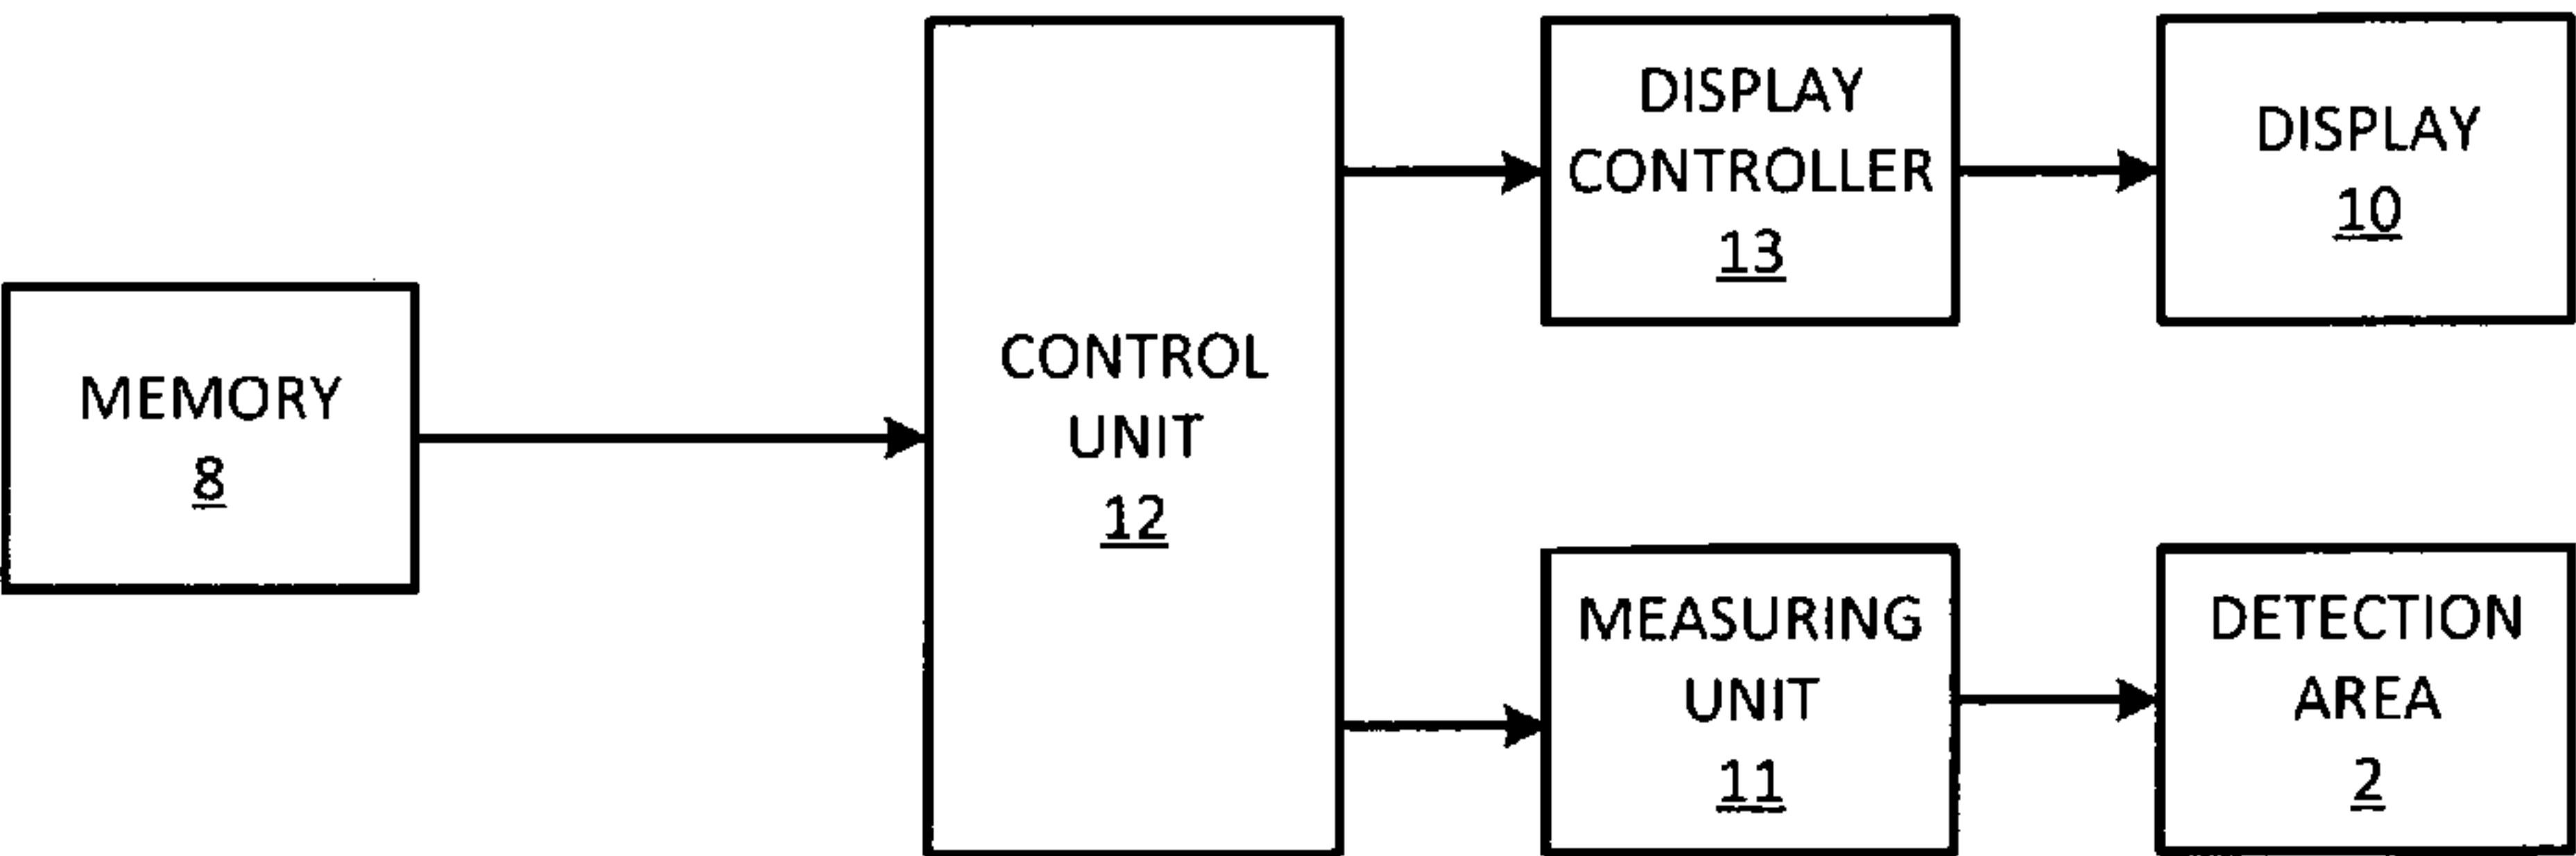 MEMORY
8
CONTROL
UNIT
12
DISPLAY
CONTROLLER
13
DISPLAY
10
MEASURING
UNIT
11
DETECTION
AREA
2